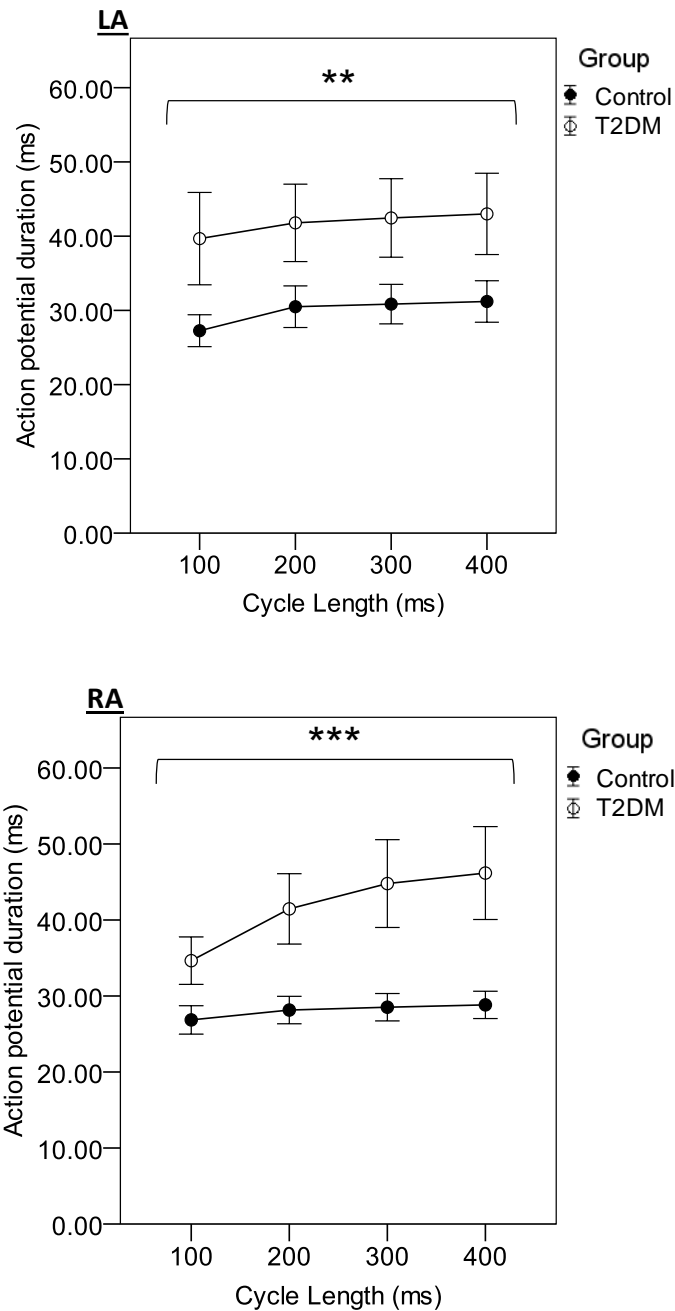 LA
**
Group
Control
T2DM
Action potential duration (ms)
60.00
50.00
40.00
30.00
20.00
10.00
0.00
100 200 300 400
Cycle Length (ms)
RA
***
Group
Control
T2DM
Action potential duration (ms)
60.00
50.00
40.00
30.00
20.00
10.00
0.00
100 200 300 400
Cycle Length (ms)